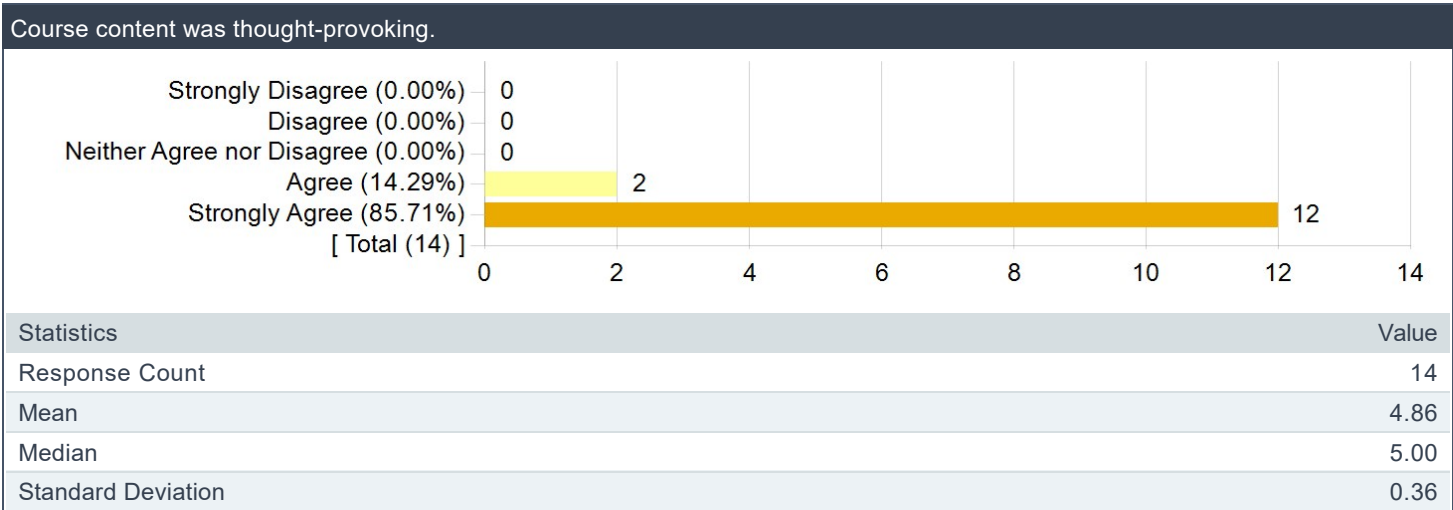 Course content was thought-provoking.
Strongly Disagree (0.00%) 0
Disagree (0.00%) 0
Neither Agree nor Disagree (0.00%) 0
Agree (14.29%) 2
Strongly Agree (85.71%) 12
[ Total (14) ]
0 2 4 6 8 10 12 14
Statistics Value
Response Count 14
Mean 4.86
Median 5.00
Standard Deviation 0.36